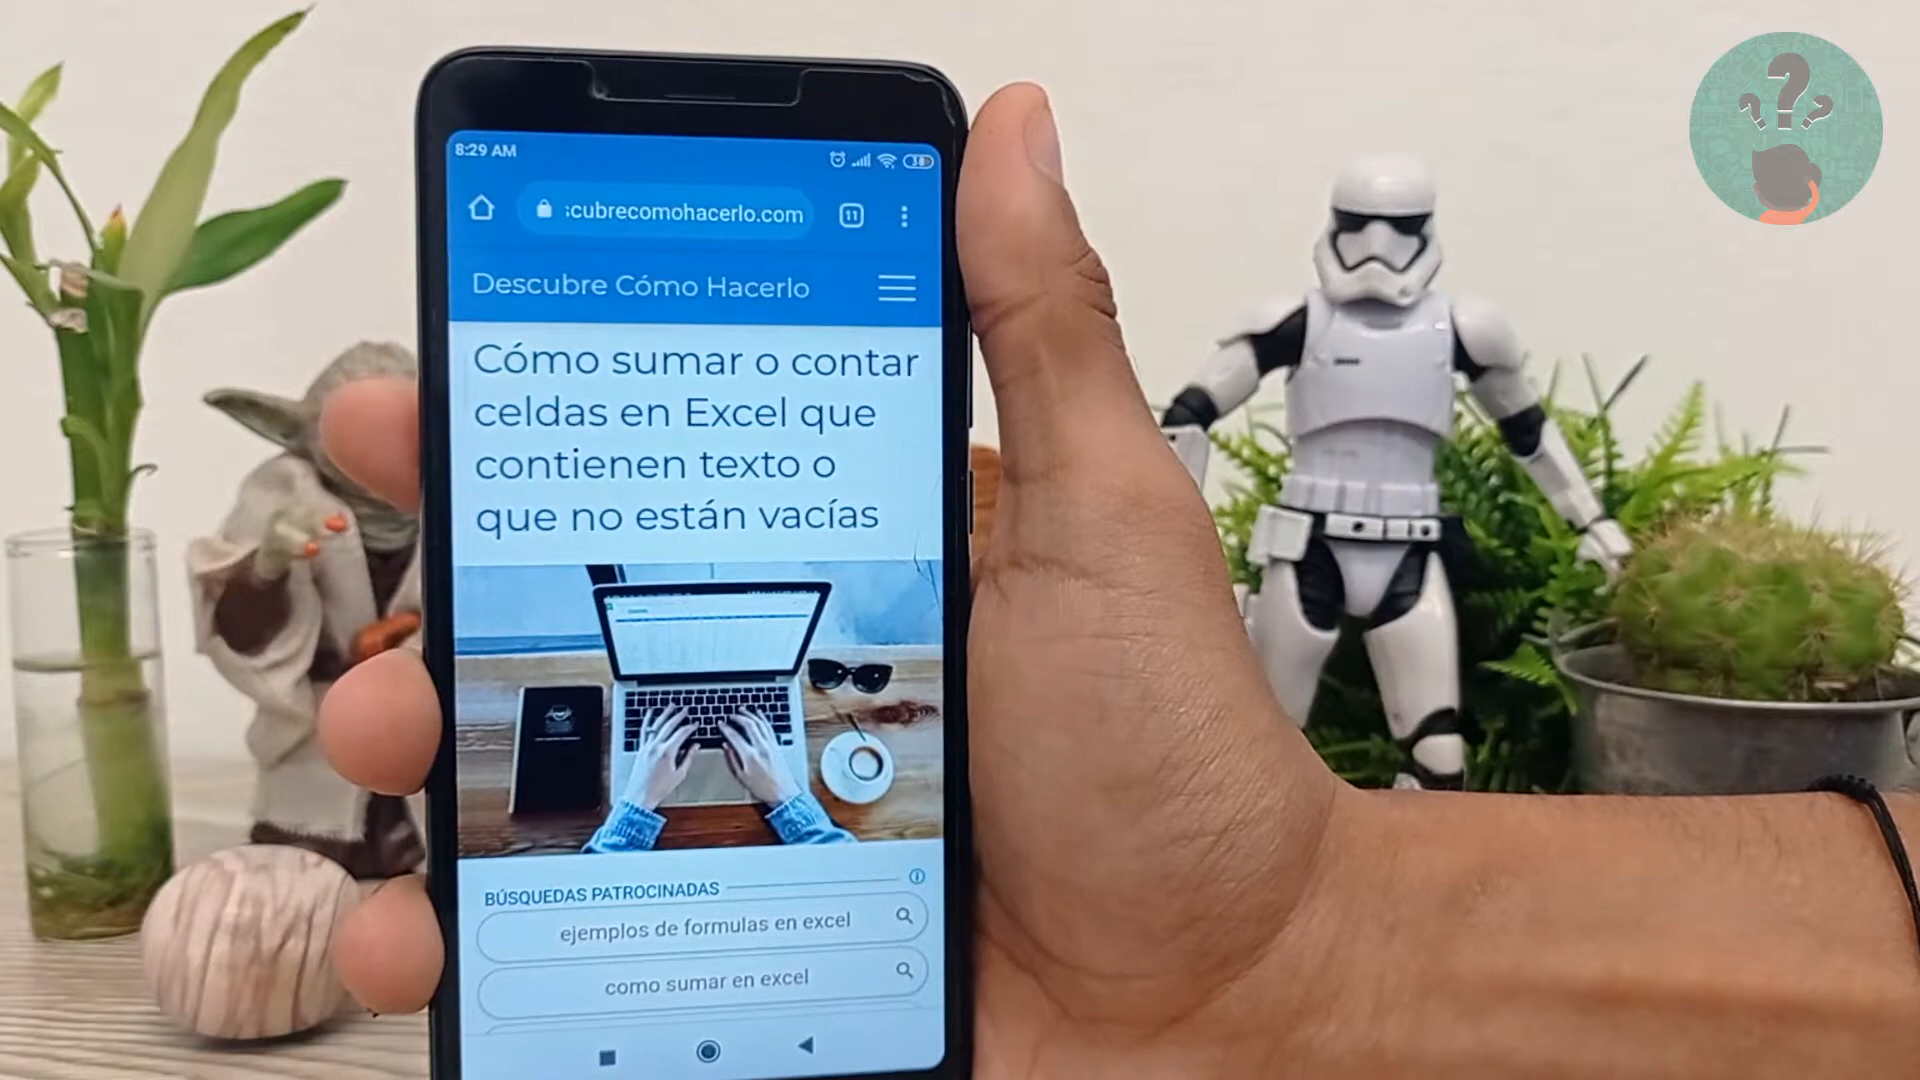 8:29 AM
38
:cubrecomohacerlo.com
11
Descubre Cómo Hacerlo
Cómo sumar o contar
celdas en Excel que
contienen texto o
que no están vacías
BÚSQUEDAS PATROCINADAS
ejemplos de formulas en excel
como sumar en excel